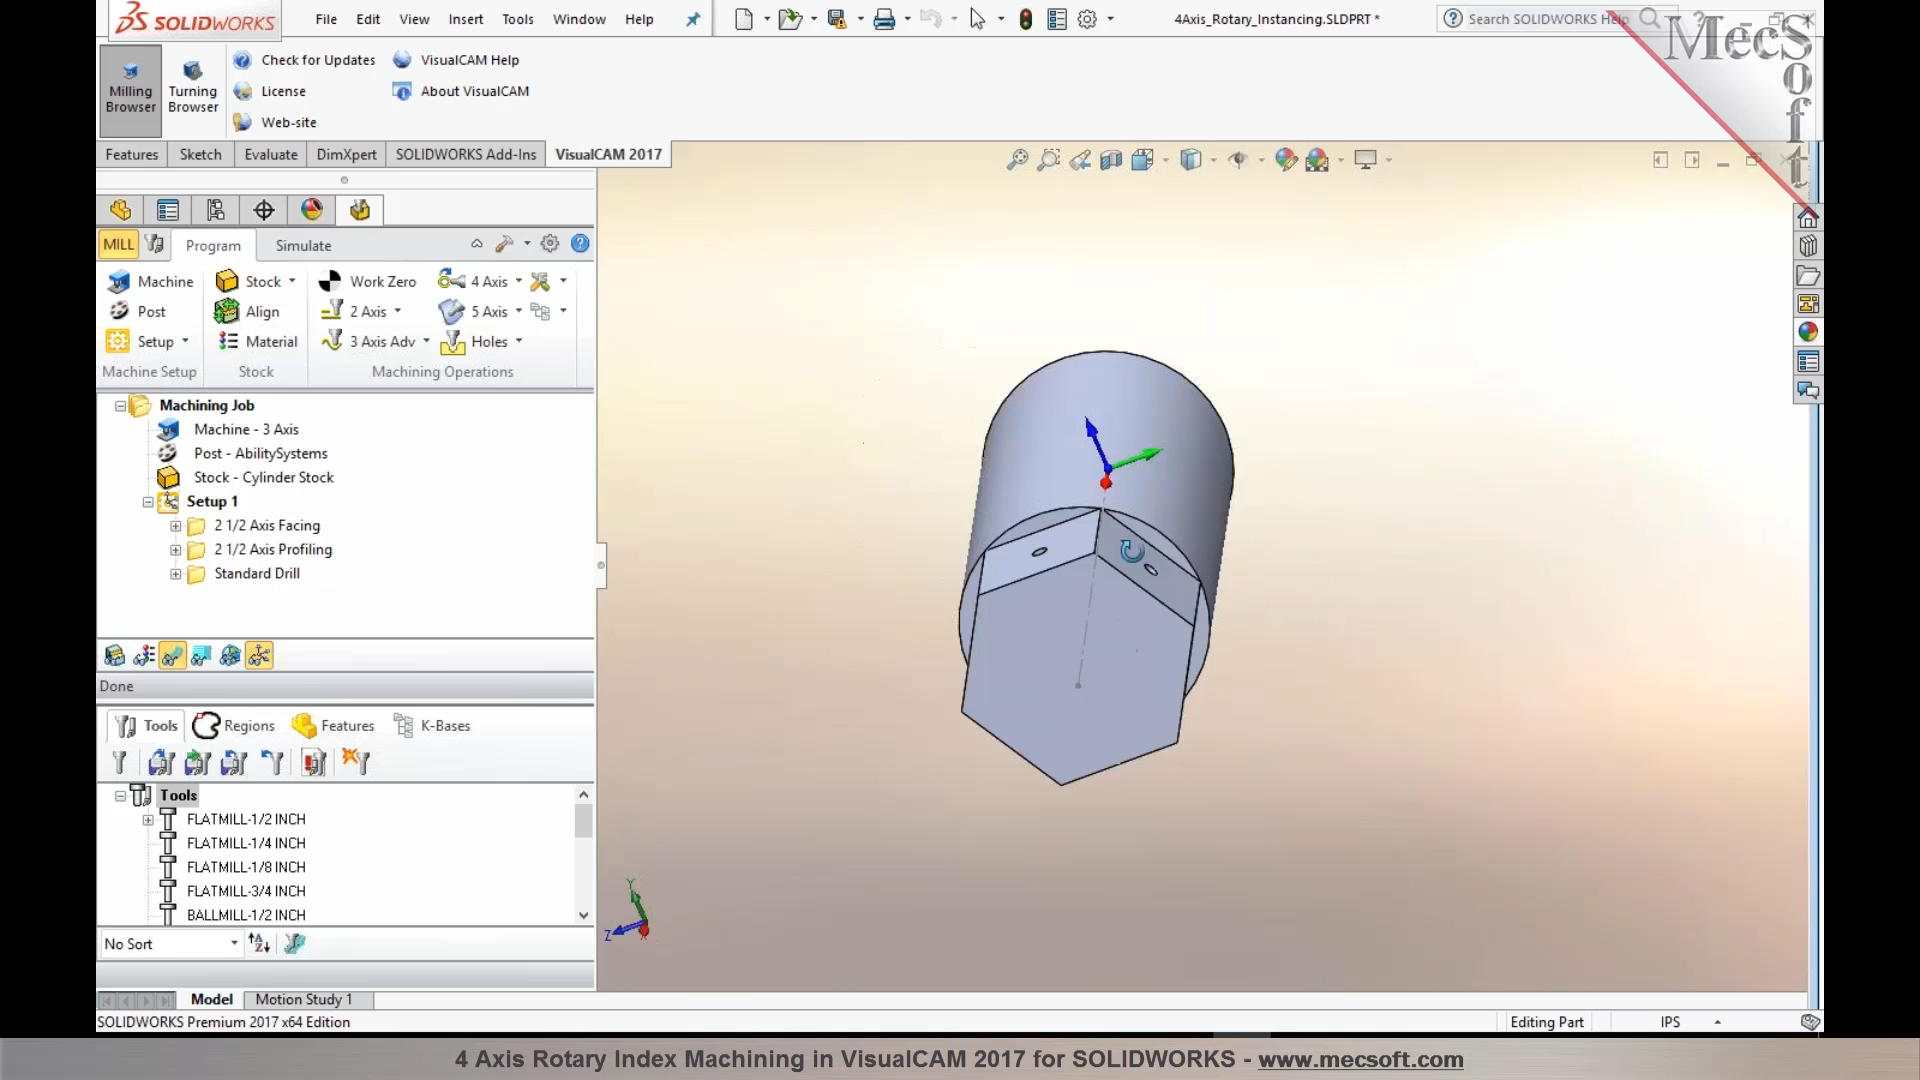 SOLIDWORKS
File Edit View Insert Tools Window Help
4Axis_Rotary_Instancing.SLDPRT *
Search SOLIDWORKS Help
MecSoft
Milling Browser
Turning Browser
Check for Updates
License
Web-site
VisualCAM Help
About VisualCAM
Features Sketch Evaluate DimXpert SOLIDWORKS Add-Ins VisualCAM 2017
MILL Program Simulate
Machine Stock Work Zero 4 Axis
Post Align 2 Axis 5 Axis
Setup Material 3 Axis Adv Holes
Machine Setup Stock Machining Operations
Machining Job
Machine - 3 Axis
Post - AbilitySystems
Stock - Cylinder Stock
Setup 1
2 1/2 Axis Facing
2 1/2 Axis Profiling
Standard Drill
Done
Tools Regions Features K-Bases
Tools
FLATMILL-1/2 INCH
FLATMILL-1/4 INCH
FLATMILL-1/8 INCH
FLATMILL-3/4 INCH
BALLMILL-1/2 INCH
No Sort
Y
Z
X
Model Motion Study 1
SOLIDWORKS Premium 2017 x64 Edition
Editing Part IPS
4 Axis Rotary Index Machining in VisualCAM 2017 for SOLIDWORKS - www.mecsoft.com